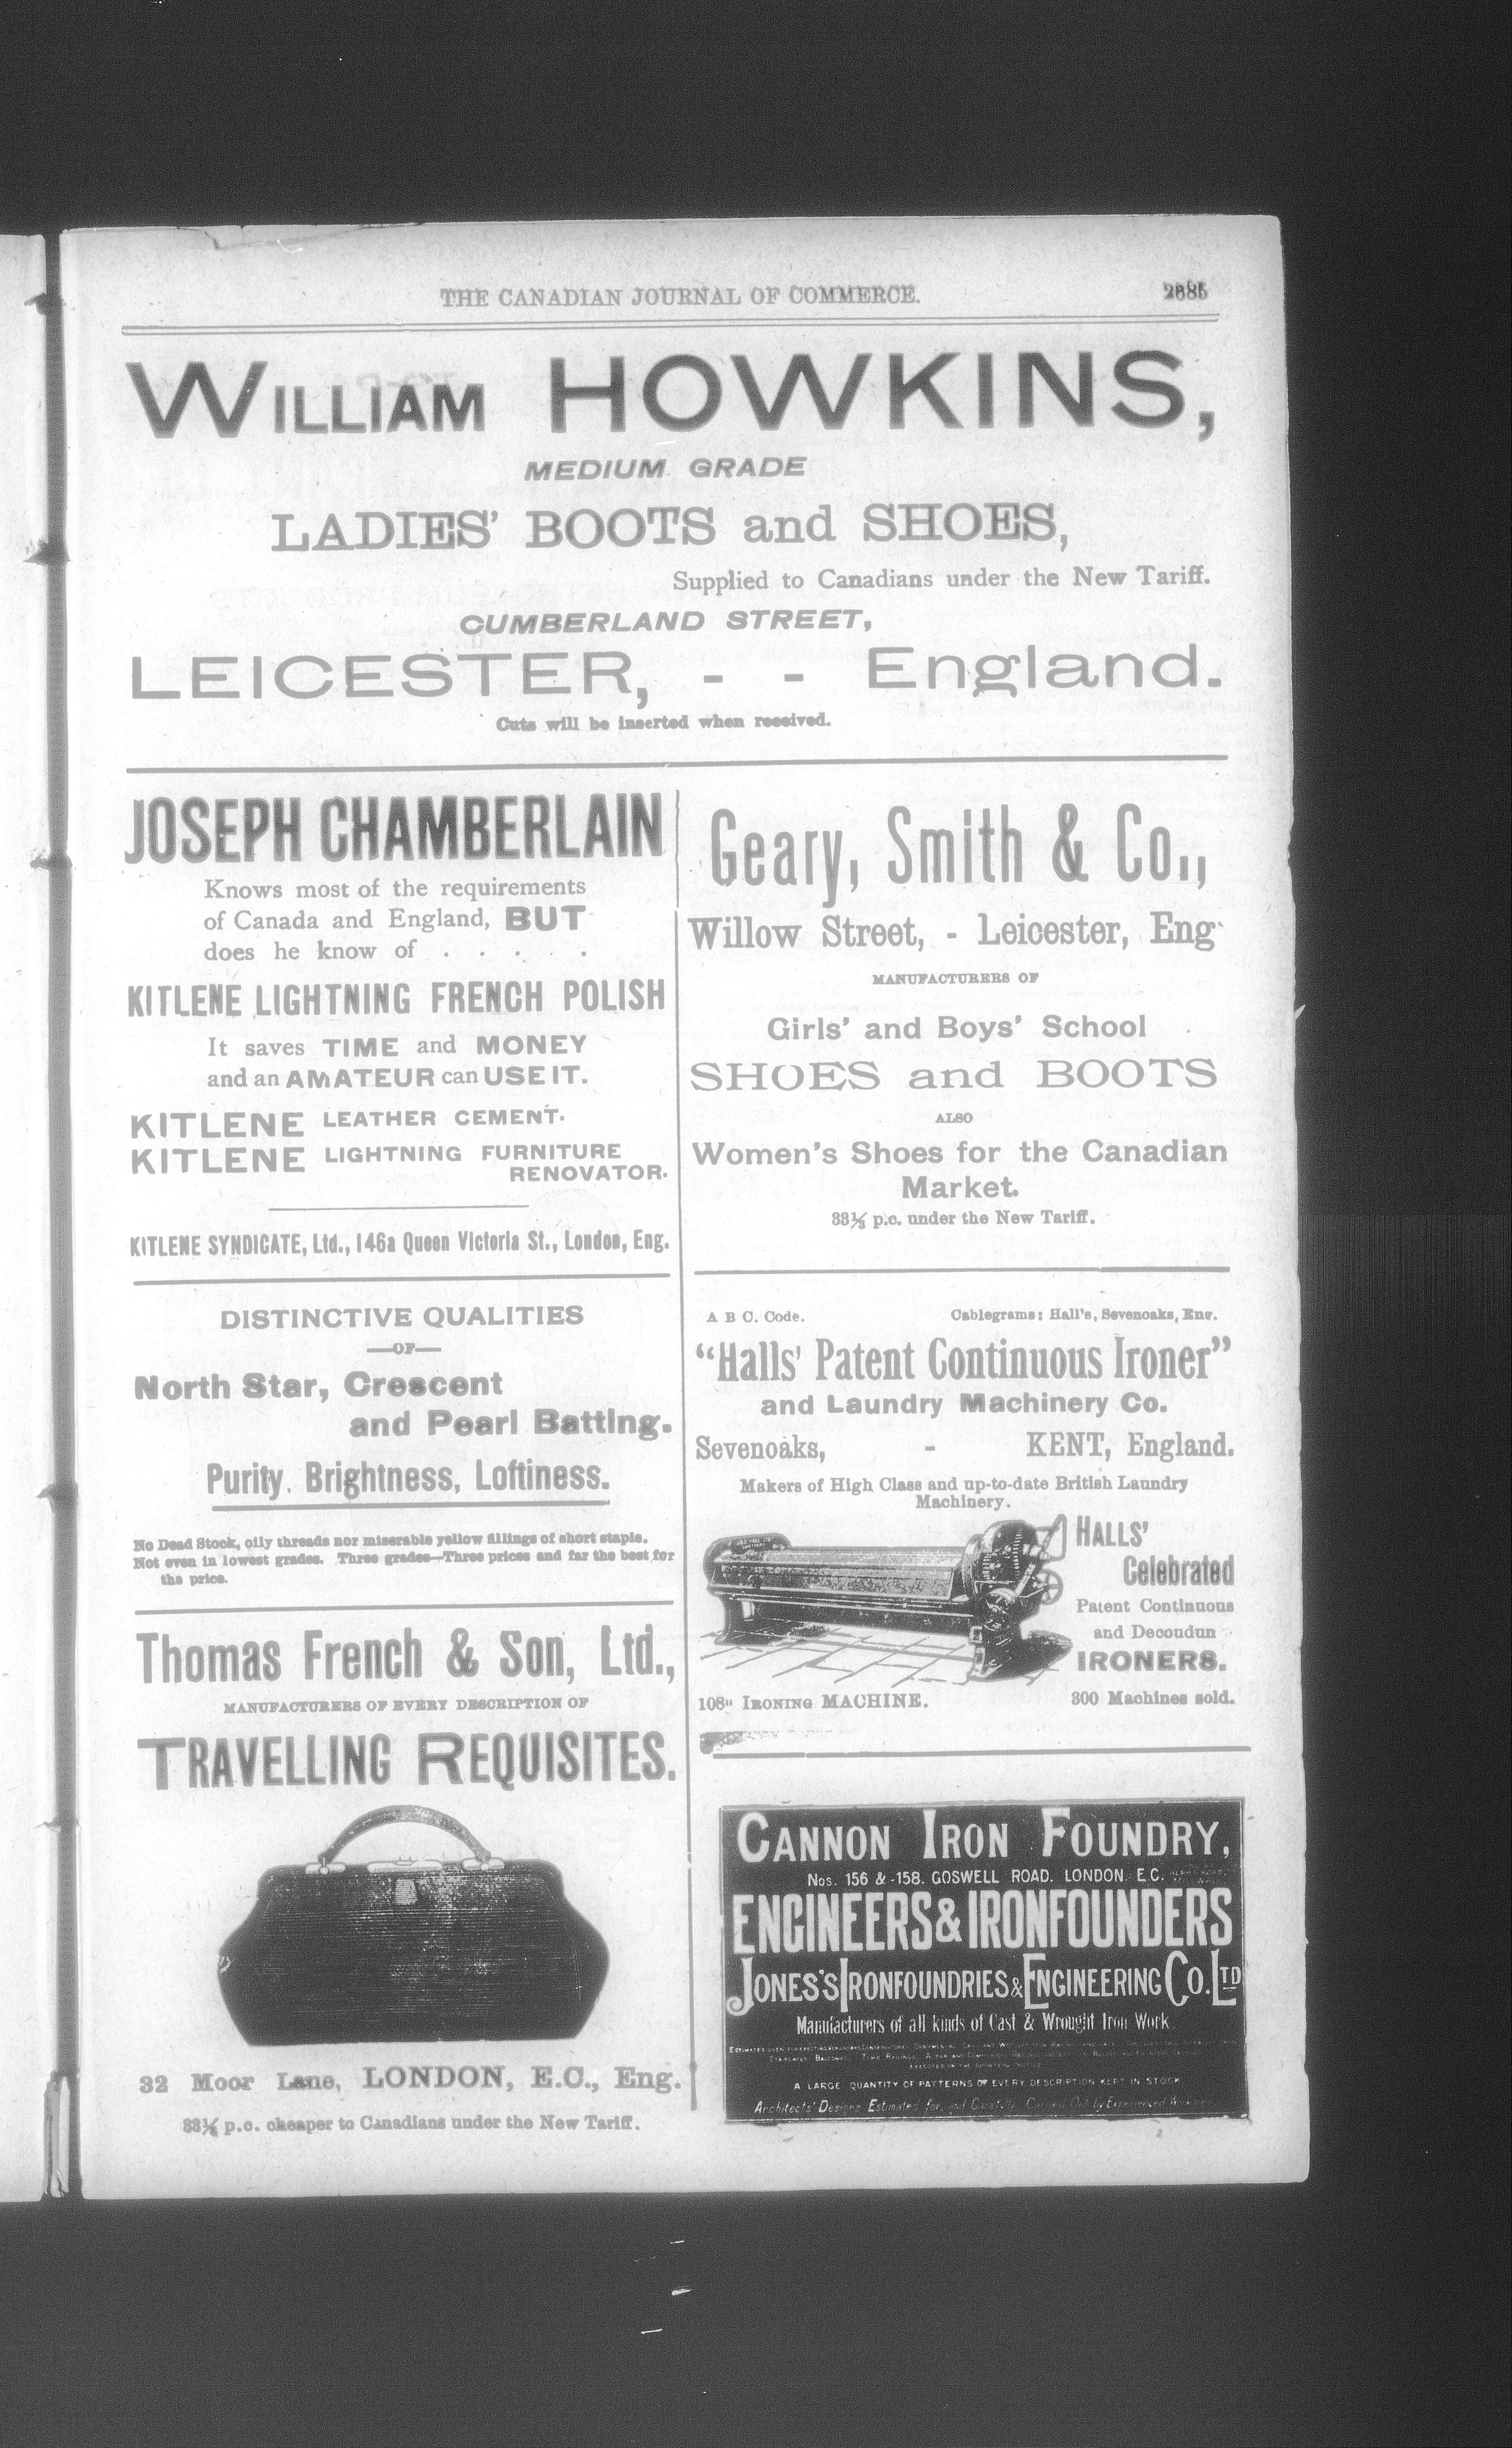 THE CANADIAN JOURNAL OF COMMERCE.
WILLIAM HOWKINS,
MEDIUM GRADE
LADIES' BOOTS and SHOES,
Supplied to Canadians under the New Tariff.
CUMBERLAND STREET,
LEICESTER, - - England.
Cuts will be inserted when received.
JOSEPH CHAMBERLAIN
Knows most of the requirements
of Canada and England, BUT
does he know of . . . . .
KITLENE LIGHTNING FRENCH POLISH
It saves TIME and MONEY
and an AMATEUR can USE IT.
KITLENE LEATHER CEMENT.
KITLENE LIGHTNING FURNITURE
RENOVATOR.
KITLENE SYNDICATE, Ltd., 146a Queen Victoria St., London, Eng.
DISTINCTIVE QUALITIES
—OF—
North Star, Crescent
and Pearl Batting.
Purity. Brightness, Loftiness.
No Dead Stock, oily threads nor miserable yellow fillings of short staple.
Not even in lowest grades. Three grades—Three prices and far the best for
the price.
Thomas French & Son, Ltd.,
MANUFACTURERS OF EVERY DESCRIPTION OF
TRAVELLING REQUISITES.
32 Moor Lane, LONDON, E.C., Eng.
33⅓ p.c. cheaper to Canadians under the New Tariff.
Geary, Smith & Co.,
Willow Street, - Leicester, Eng
MANUFACTURERS OF
Girls' and Boys' School
SHOES and BOOTS
ALSO
Women's Shoes for the Canadian
Market.
33⅓ p.c. under the New Tariff.
A B C. Code. Cablegrams: Hall's, Sevenoaks, Eng.
"Halls' Patent Continuous Ironer"
and Laundry Machinery Co.
Sevenoaks, - KENT, England.
Makers of High Class and up-to-date British Laundry
Machinery.
HALLS'
Celebrated
Patent Continuous
and Decoudun
IRONERS.
108" IRONING MACHINE. 300 Machines sold.
CANNON IRON FOUNDRY,
Nos. 156 & 158. GOSWELL ROAD. LONDON. E.C.
ENGINEERS & IRONFOUNDERS
JONES'S IRONFOUNDRIES & ENGINEERING CO. LTD
Manufacturers of all kinds of Cast & Wrought Iron Work.
A LARGE QUANTITY OF PATTERNS OF EVERY DESCRIPTION KEPT IN STOCK
Architects' Designs Estimated for, and Carefully Carried Out by Experienced